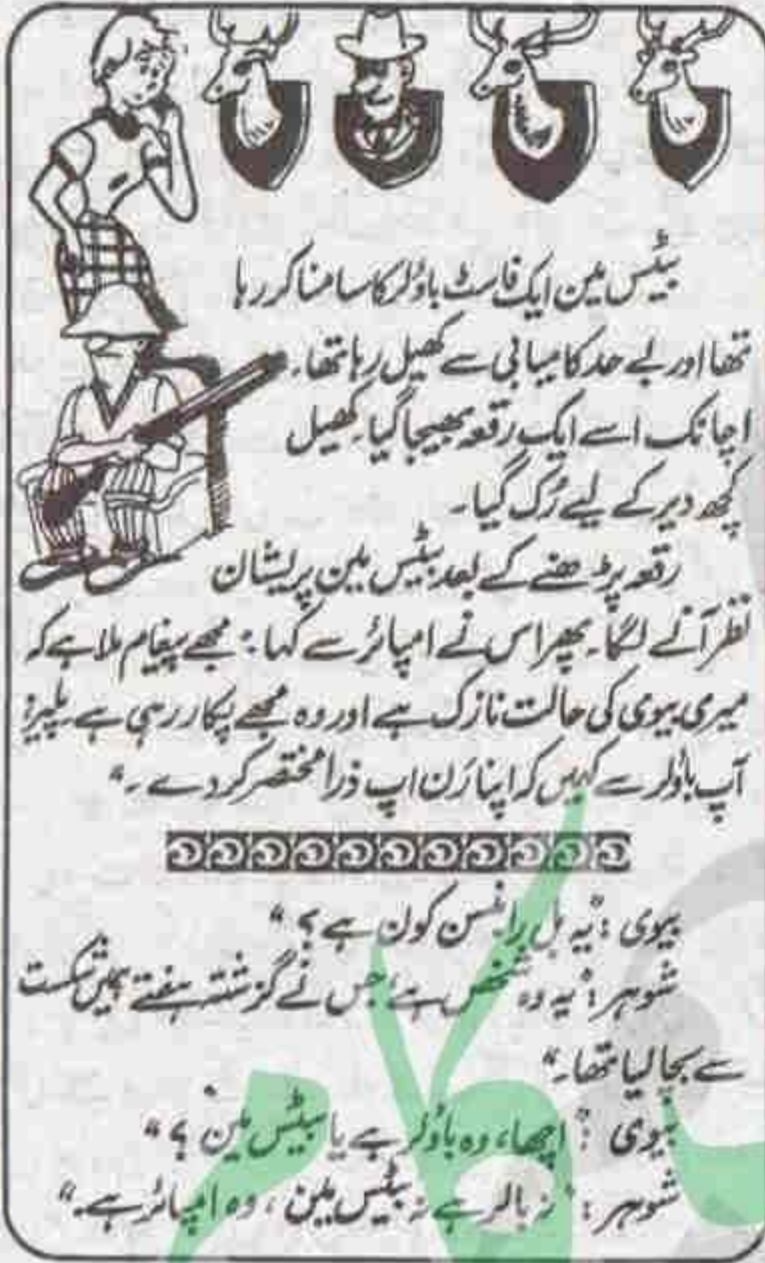 بیٹس مین ایک فاسٹ باؤلر کا سامنا کر رہا
تھا اور بے حد کامیابی سے کھیل رہا تھا۔
اچانک اسے ایک رقعہ بھیجا گیا۔ کھیل
کچھ دیر کے لیے رُک گیا۔
رقعہ پڑھنے کے بعد بیٹس مین پریشان
نظر آنے لگا۔ پھر اس نے امپائر سے کہا: "مجھے پیغام ملا ہے کہ
میری بیوی کی حالت نازک ہے اور وہ مجھے پکار رہی ہے۔ پلیز!
آپ باؤلر سے کہیں کہ اپنا رن اپ ذرا مختصر کر دے۔"
بیوی: "یہ بل رابنسن کون ہے؟"
شوہر: "یہ وہ شخص ہے جس نے گزشتہ ہفتے ہمیں شکست
سے بچا لیا تھا۔"
بیوی: "اچھا، وہ باؤلر ہے یا بیٹس مین؟"
شوہر: "نہ بالر ہے نہ بیٹس مین، وہ امپائر ہے۔"